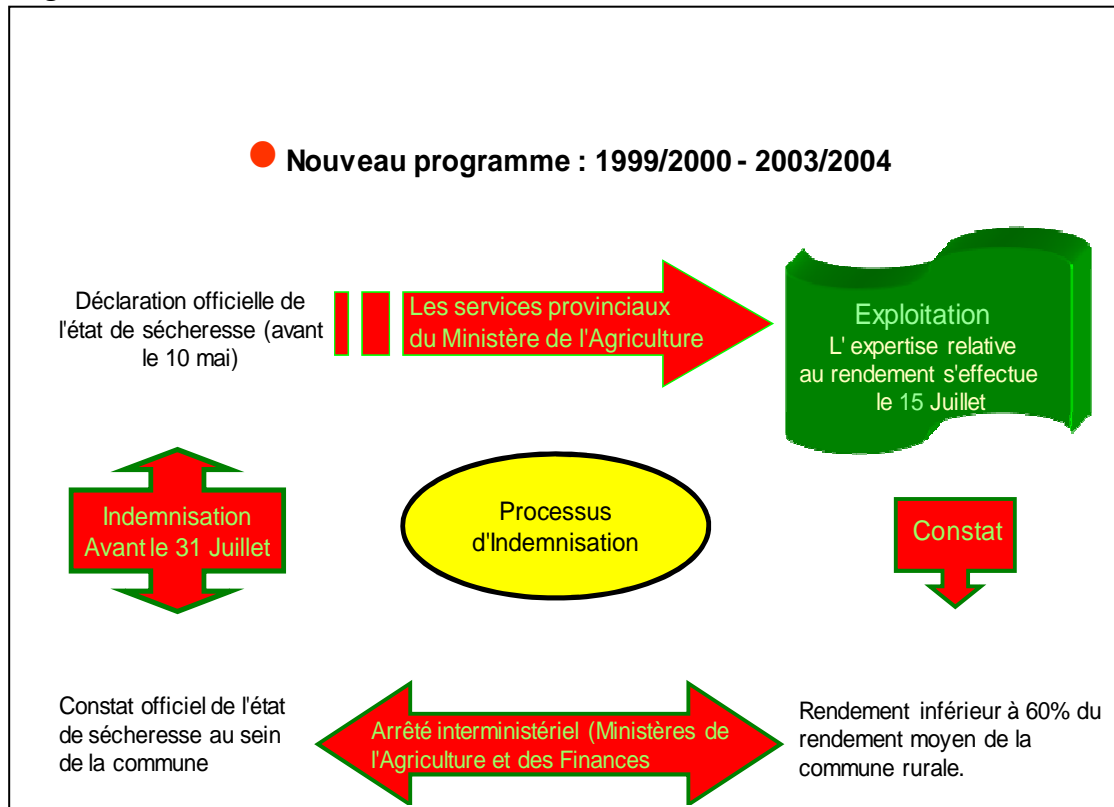 Nouveau programme : 1999/2000 - 2003/2004
Déclaration officielle de
l'état de sécheresse (avant
le 10 mai)
Les services provinciaux
du Ministère de l'Agriculture
Exploitation
L' expertise relative
au rendement s'effectue
le 15 Juillet
Indemnisation
Avant le 31 Juillet
Processus
d'Indemnisation
Constat
Constat officiel de l'état
de sécheresse au sein
de la commune
Arrêté interministériel (Ministères de
l'Agriculture et des Finances
Rendement inférieur à 60% du
rendement moyen de la
commune rurale.